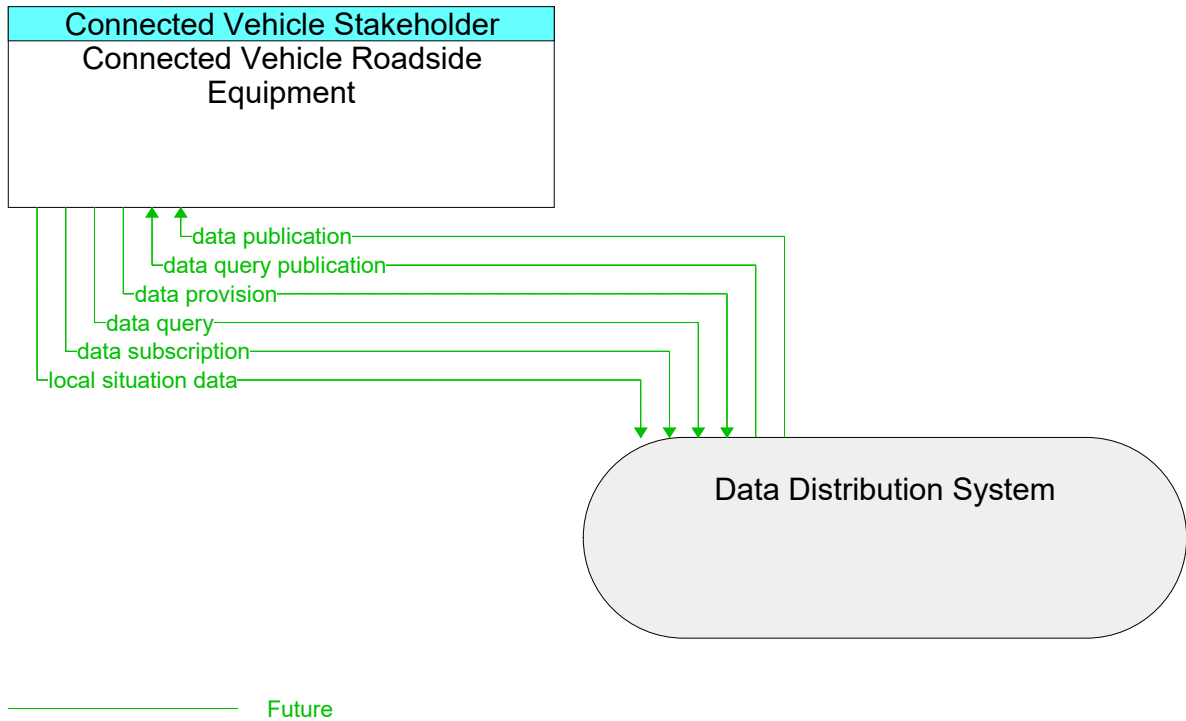 Connected Vehicle Stakeholder
Connected Vehicle Roadside
Equipment
data publication
data query publication
data provision
data query
data subscription
local situation data
Data Distribution System
Future